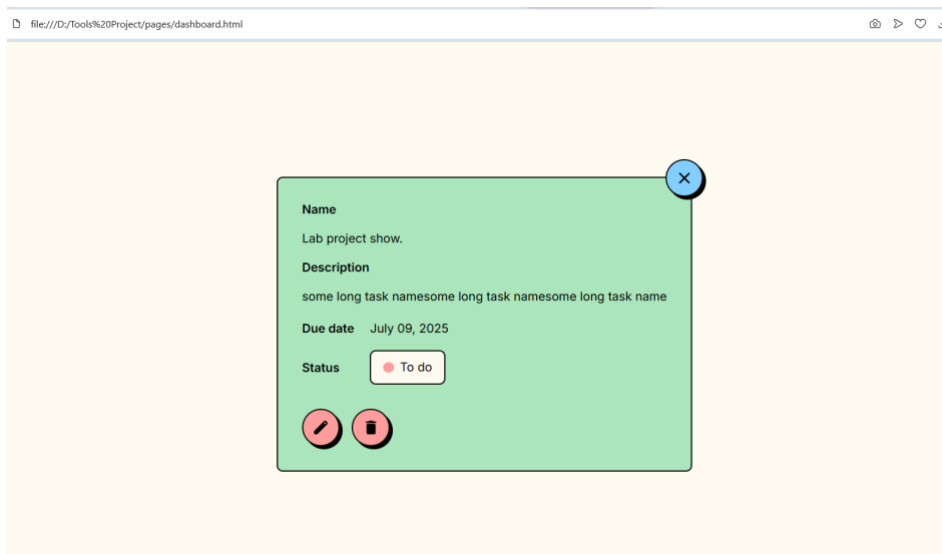 file:///D:/Tools%20Project/pages/dashboard.html
Name
Lab project show.
Description
some long task namesome long task namesome long task name
Due date July 09, 2025
Status To do